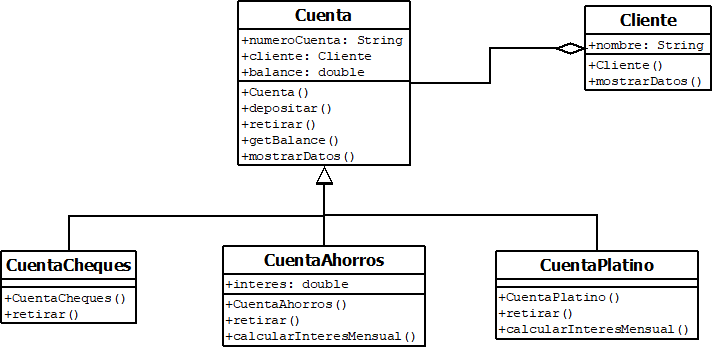 Cuenta
+numeroCuenta: String
+cliente: Cliente
+balance: double
+Cuenta()
+depositar()
+retirar()
+getBalance()
+mostrarDatos()
Cliente
+nombre: String
+Cliente()
+mostrarDatos()
CuentaCheques
+CuentaCheques()
+retirar()
CuentaAhorros
+interes: double
+CuentaAhorros()
+retirar()
+calcularInteresMensual()
CuentaPlatino
+CuentaPlatino()
+retirar()
+calcularInteresMensual()